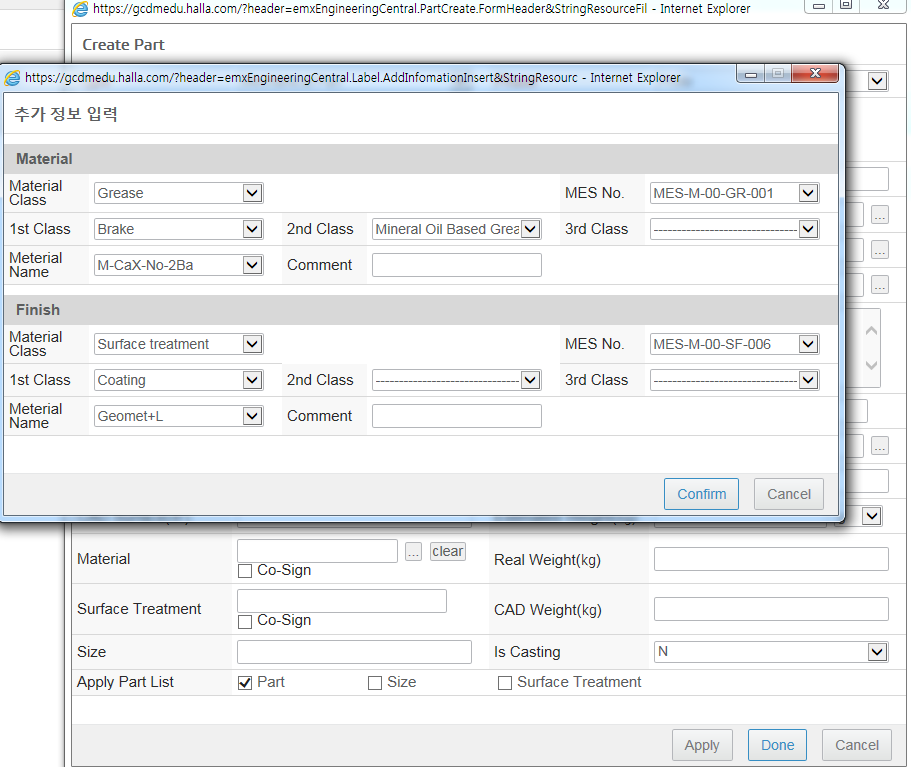 https://gcdmedu.halla.com/?header=emxEngineeringCentral.PartCreate.FormHeader&StringResourceFil - Internet Explorer
Create Part
https://gcdmedu.halla.com/?header=emxEngineeringCentral.Label.AddInfomationInsert&StringResourc - Internet Explorer
추가 정보 입력
Material
Material Class Grease MES No. MES-M-00-GR-001
1st Class Brake 2nd Class Mineral Oil Based Grea 3rd Class --------------------------------
Meterial Name M-CaX-No-2Ba Comment
Finish
Material Class Surface treatment MES No. MES-M-00-SF-006
1st Class Coating 2nd Class -------------------------------- 3rd Class --------------------------------
Meterial Name Geomet+L Comment
Confirm Cancel
Material ... clear Real Weight(kg)
Co-Sign
Surface Treatment CAD Weight(kg)
Co-Sign
Size Is Casting N
Apply Part List Part Size Surface Treatment
Apply Done Cancel